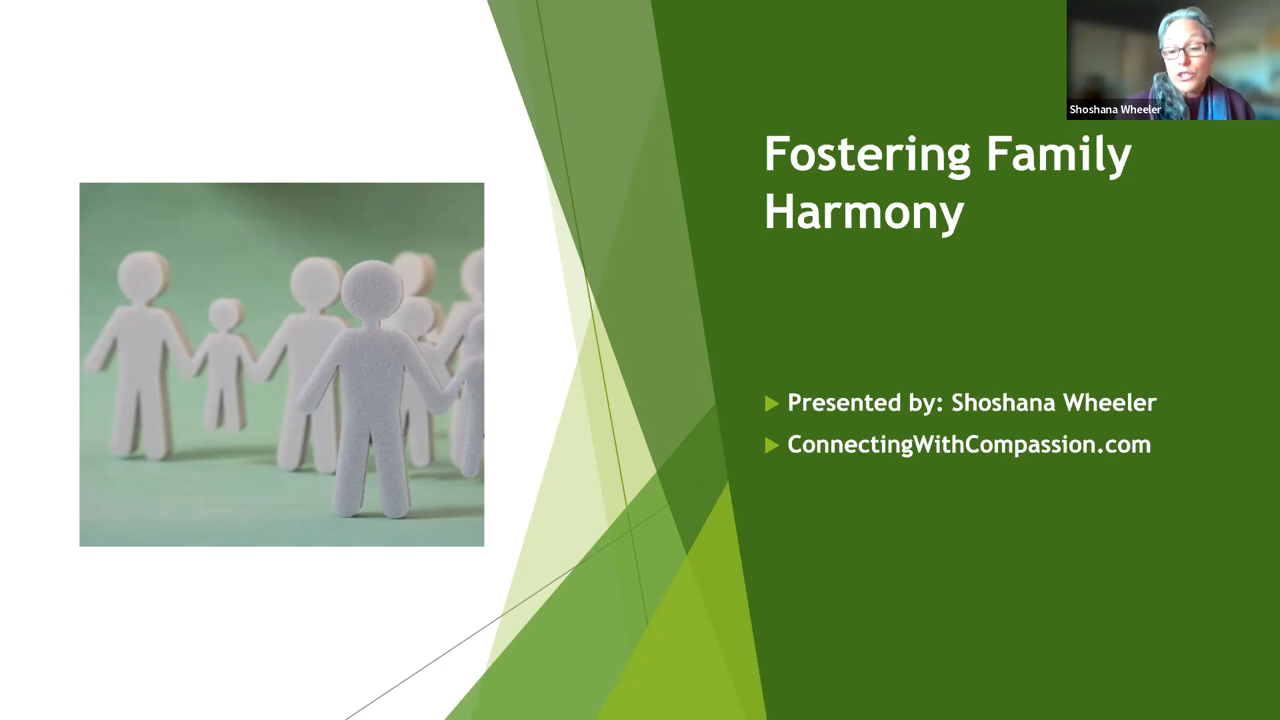 Shoshana Wheeler
Fostering Family
Harmony
Presented by: Shoshana Wheeler
ConnectingWithCompassion.com